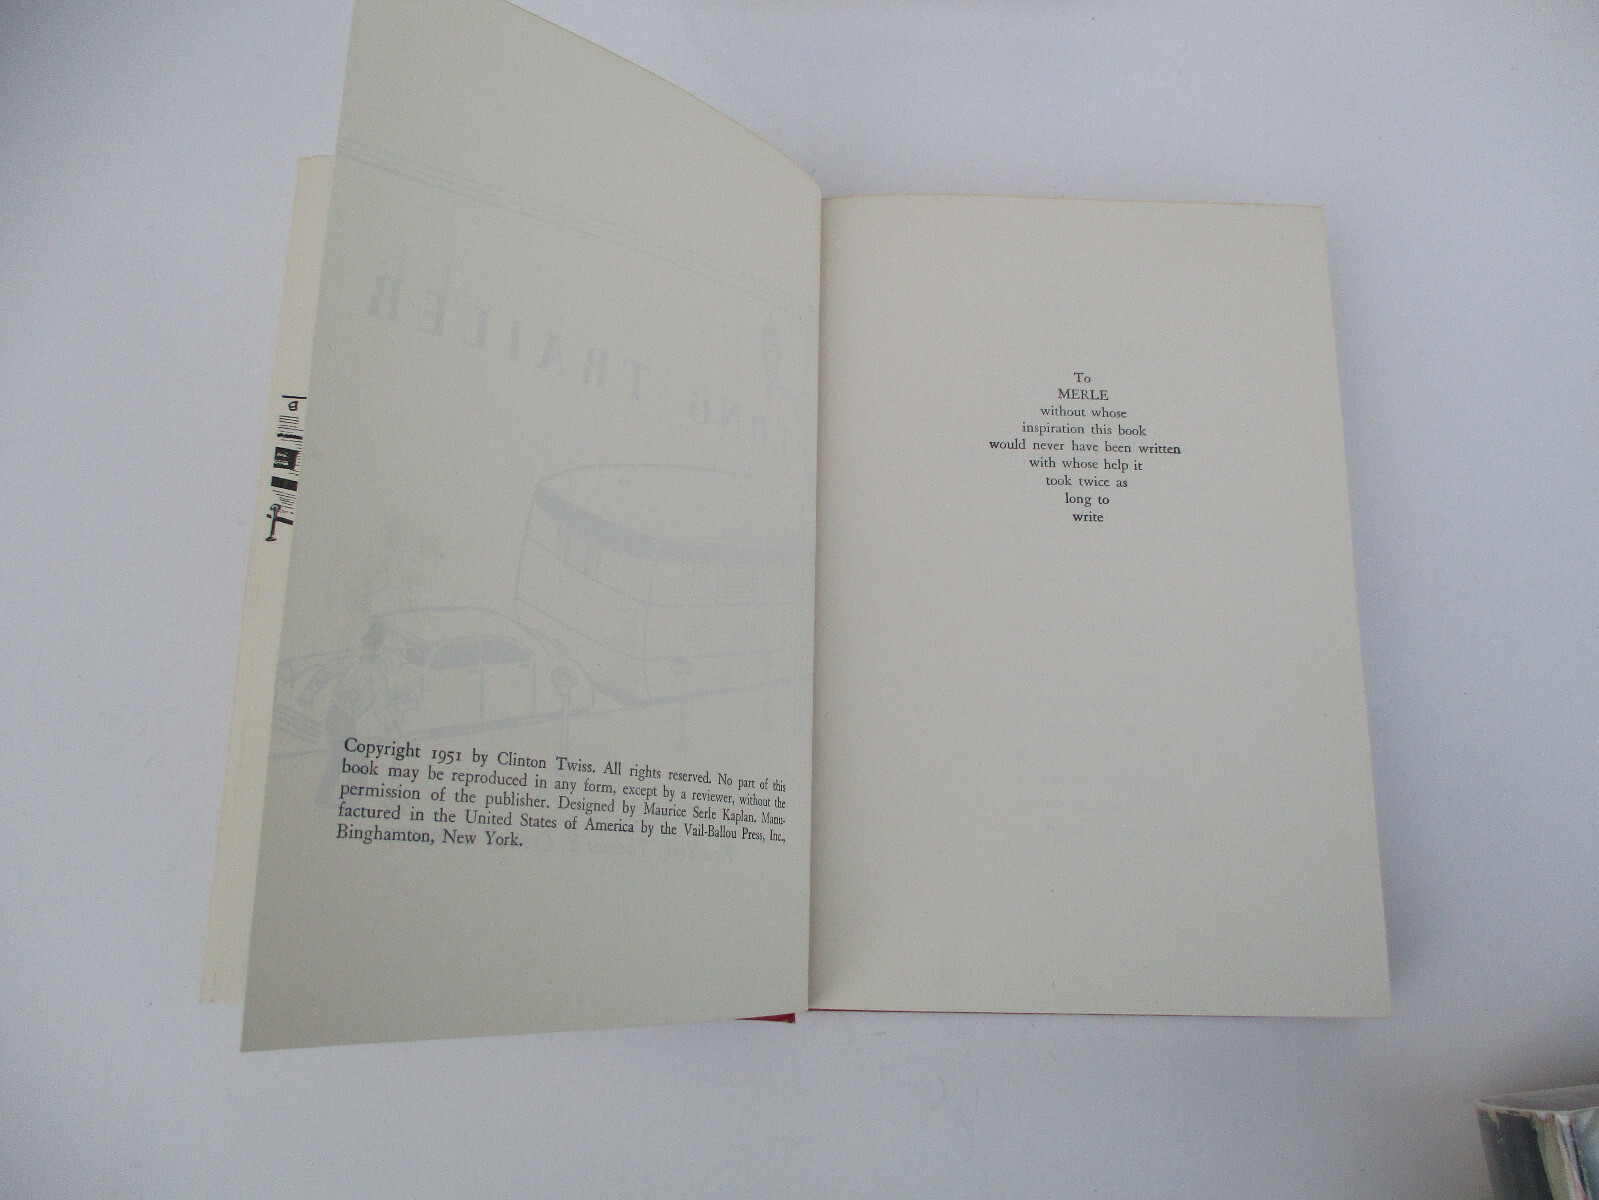 Copyright 1951 by Clinton Twiss. All rights reserved. No part of this
book may be reproduced in any form, except by a reviewer, without the
permission of the publisher. Designed by Maurice Serle Kaplan. Manu-
factured in the United States of America by the Vail-Ballou Press, Inc.,
Binghamton, New York.
LONG TRAILER
To
MERLE
without whose
inspiration this book
would never have been written
with whose help it
took twice as
long to
write